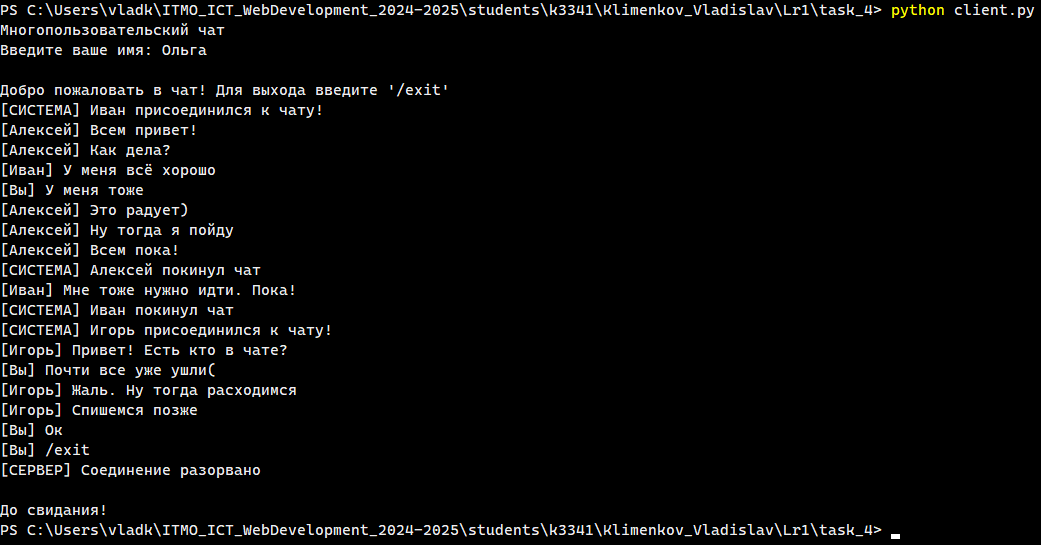 PS C:\Users\vladk\ITMO_ICT_WebDevelopment_2024-2025\students\k3341\Klimenkov_Vladislav\Lr1\task_4> python client.py
Многопользовательский чат
Введите ваше имя: Ольга
Добро пожаловать в чат! Для выхода введите '/exit'
[СИСТЕМА] Иван присоединился к чату!
[Алексей] Всем привет!
[Алексей] Как дела?
[Иван] У меня всё хорошо
[Вы] У меня тоже
[Алексей] Это радует)
[Алексей] Ну тогда я пойду
[Алексей] Всем пока!
[СИСТЕМА] Алексей покинул чат
[Иван] Мне тоже нужно идти. Пока!
[СИСТЕМА] Иван покинул чат
[СИСТЕМА] Игорь присоединился к чату!
[Игорь] Привет! Есть кто в чате?
[Вы] Почти все уже ушли(
[Игорь] Жаль. Ну тогда расходимся
[Игорь] Спишемся позже
[Вы] Ок
[Вы] /exit
[СЕРВЕР] Соединение разорвано
До свидания!
PS C:\Users\vladk\ITMO_ICT_WebDevelopment_2024-2025\students\k3341\Klimenkov_Vladislav\Lr1\task_4>